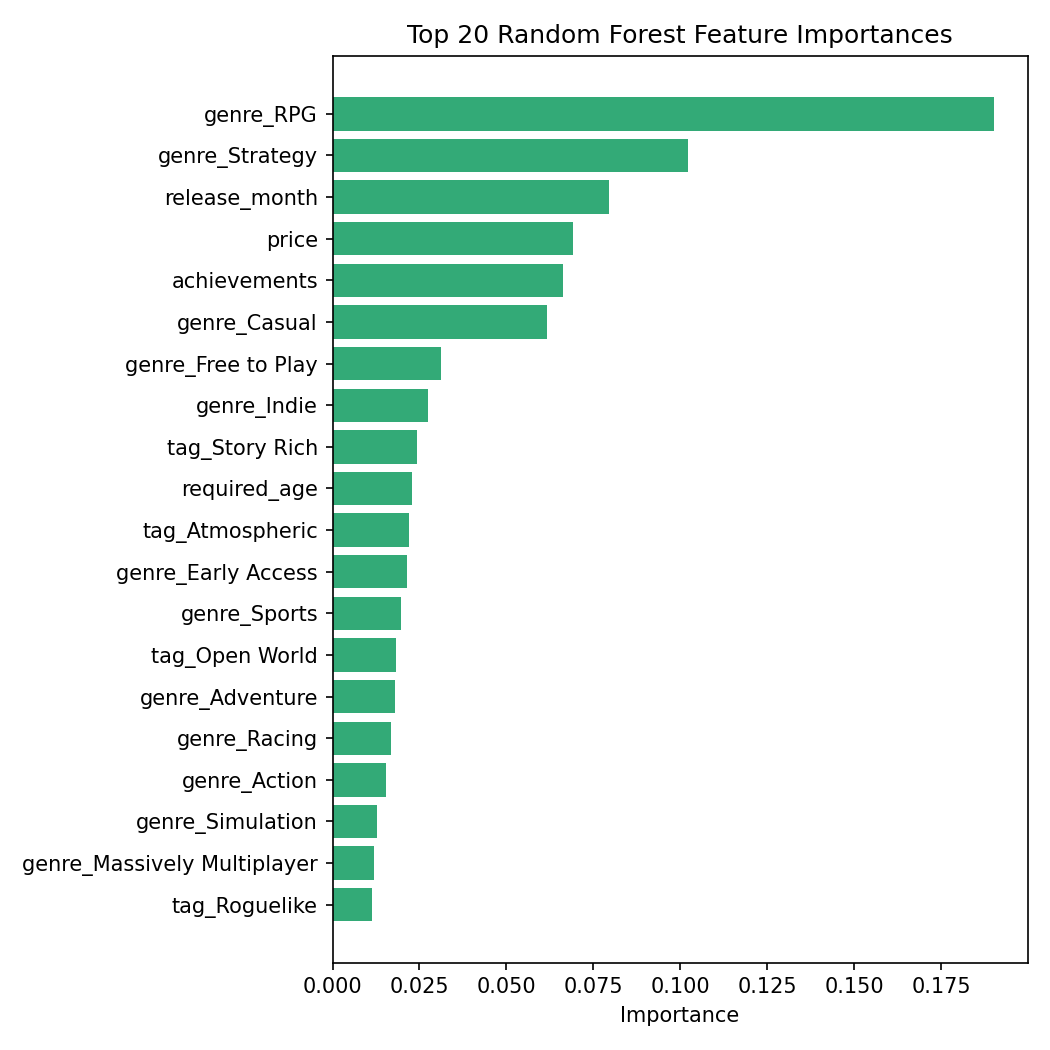 Top 20 Random Forest Feature Importances
genre_RPG
genre_Strategy
release_month
price
achievements
genre_Casual
genre_Free to Play
genre_Indie
tag_Story Rich
required_age
tag_Atmospheric
genre_Early Access
genre_Sports
tag_Open World
genre_Adventure
genre_Racing
genre_Action
genre_Simulation
genre_Massively Multiplayer
tag_Roguelike
0.000 0.025 0.050 0.075 0.100 0.125 0.150 0.175
Importance